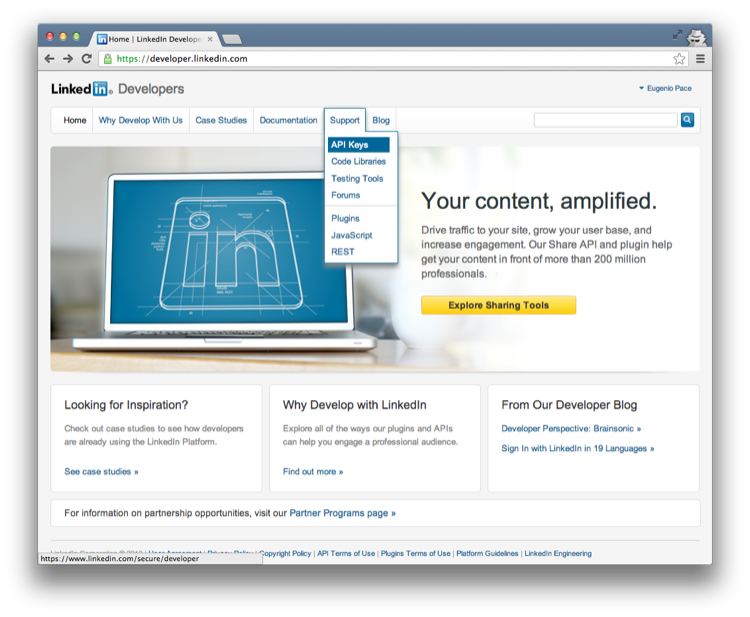 Home | LinkedIn Develope
https://developer.linkedin.com
Linked in Developers
Eugenio Pace
Home Why Develop With Us Case Studies Documentation Support Blog
API Keys
Code Libraries
Testing Tools
Forums
Plugins
JavaScript
REST
in
Your content, amplified.
Drive traffic to your site, grow your user base, and
increase engagement. Our Share API and plugin help
get your content in front of more than 200 million
professionals.
Explore Sharing Tools
Looking for Inspiration?
Check out case studies to see how developers
are already using the LinkedIn Platform.
See case studies »
Why Develop with LinkedIn
Explore all of the ways our plugins and APIs
can help you engage a professional audience.
Find out more »
From Our Developer Blog
Developer Perspective: Brainsonic »
Sign In with LinkedIn in 19 Languages »
For information on partnership opportunities, visit our Partner Programs page »
Copyright Policy | API Terms of Use | Plugins Terms of Use | Platform Guidelines | LinkedIn Engineering
https://www.linkedin.com/secure/developer